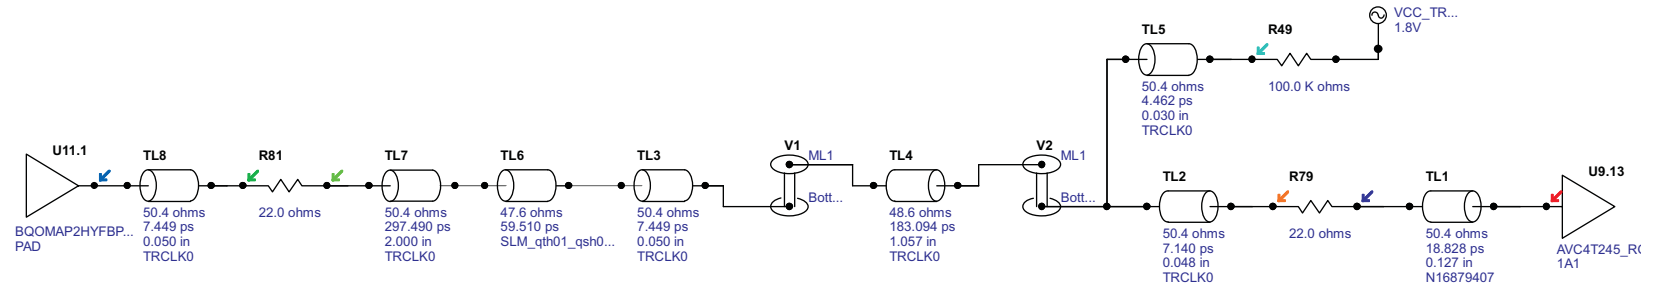 VCC_TR...
1.8V
TL5
R49
50.4 ohms
4.462 ps
0.030 in
TRCLK0
100.0 K ohms
U11.1
BQOMAP2HYFBP...
PAD
TL8
50.4 ohms
7.449 ps
0.050 in
TRCLK0
R81
22.0 ohms
TL7
50.4 ohms
297.490 ps
2.000 in
TRCLK0
TL6
47.6 ohms
59.510 ps
SLM_qth01_qsh0...
TL3
50.4 ohms
7.449 ps
0.050 in
TRCLK0
V1
ML1
Bott...
TL4
48.6 ohms
183.094 ps
1.057 in
TRCLK0
V2
ML1
Bott...
TL2
50.4 ohms
7.140 ps
0.048 in
TRCLK0
R79
22.0 ohms
TL1
50.4 ohms
18.828 ps
0.127 in
N16879407
U9.13
1A1